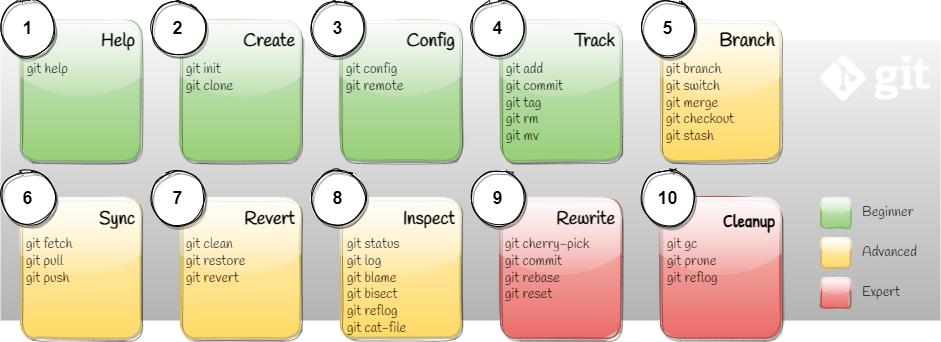 1
Help
git help
2
Create
git init
git clone
3
Config
git config
git remote
4
Track
git add
git commit
git tag
git rm
git mv
5
Branch
git branch
git switch
git merge
git checkout
git stash
git
6
Sync
git fetch
git pull
git push
7
Revert
git clean
git restore
git revert
8
Inspect
git status
git log
git blame
git bisect
git reflog
git cat-file
9
Rewrite
git cherry-pick
git commit
git rebase
git reset
10
Cleanup
git gc
git prune
git reflog
Beginner
Advanced
Expert